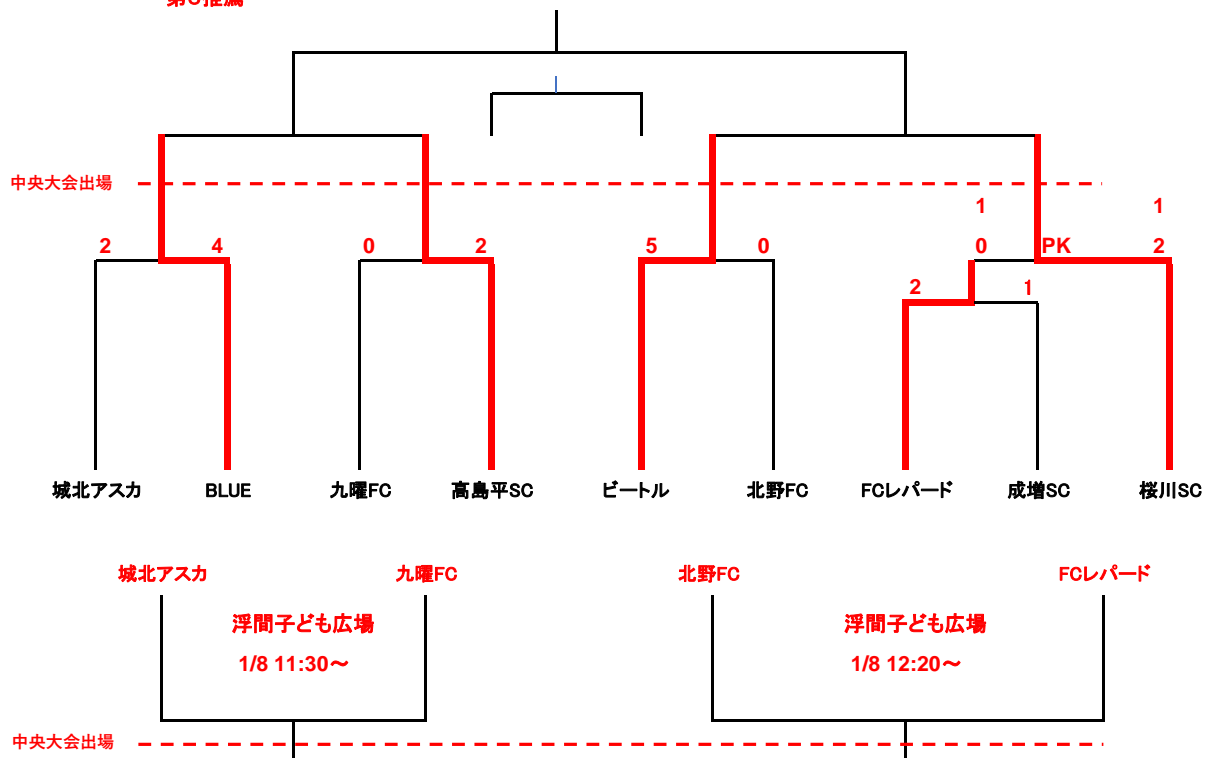 中央大会出場
1 1
2 4 0 2 5 0 0 PK 2
2 1
城北アスカ BLUE 九曜FC 高島平SC ビートル 北野FC FCレパード 成増SC 桜川SC
城北アスカ 九曜FC 北野FC FCレパード
浮間子ども広場 浮間子ども広場
1/8 11:30～ 1/8 12:20～
中央大会出場